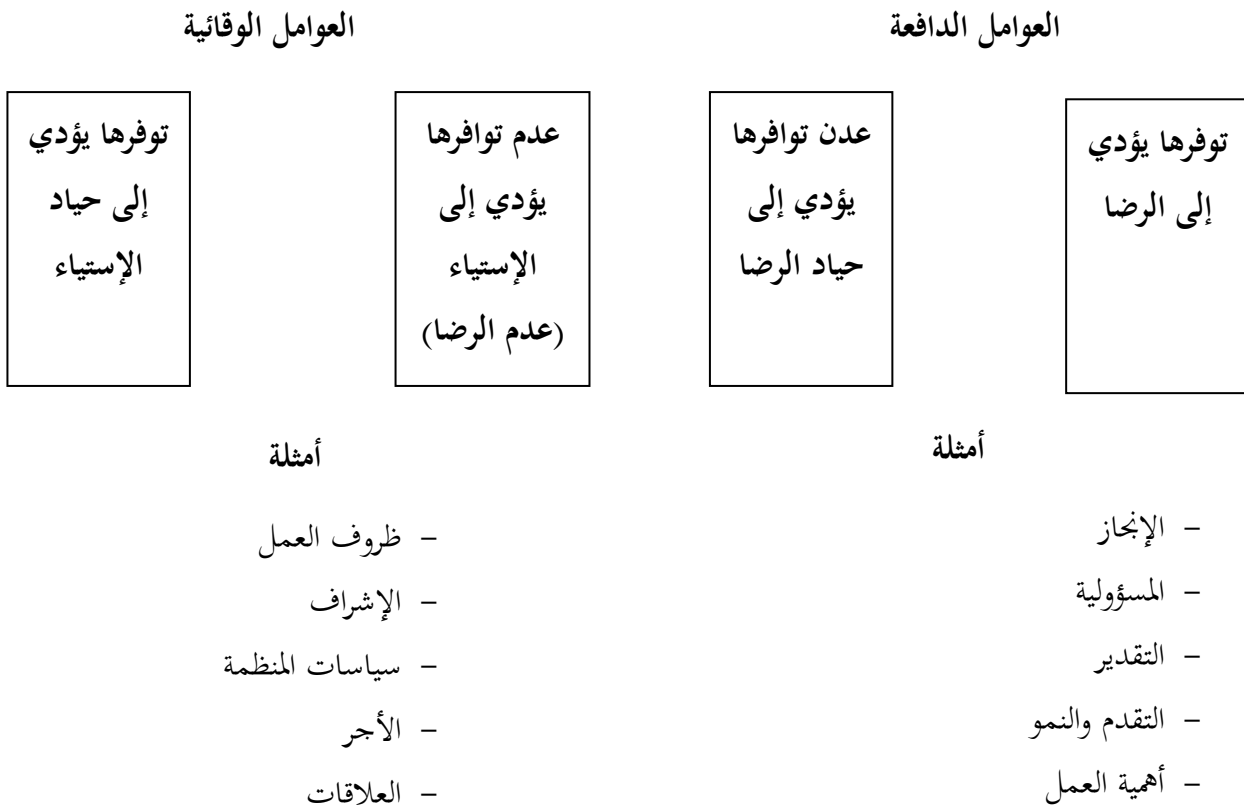 العوامل الدافعة
العوامل الوقائية
توفرها يؤدي
إلى الرضا
عدن توافرها
يؤدي إلى
حياد الرضا
عدم توافرها
يؤدي إلى
الإستياء
(عدم الرضا)
توفرها يؤدي
إلى حياد
الإستياء
أمثلة
- الإنجاز
- المسؤولية
- التقدير
- التقدم والنمو
- أهمية العمل
أمثلة
- ظروف العمل
- الإشراف
- سياسات المنظمة
- الأجر
- العلاقات